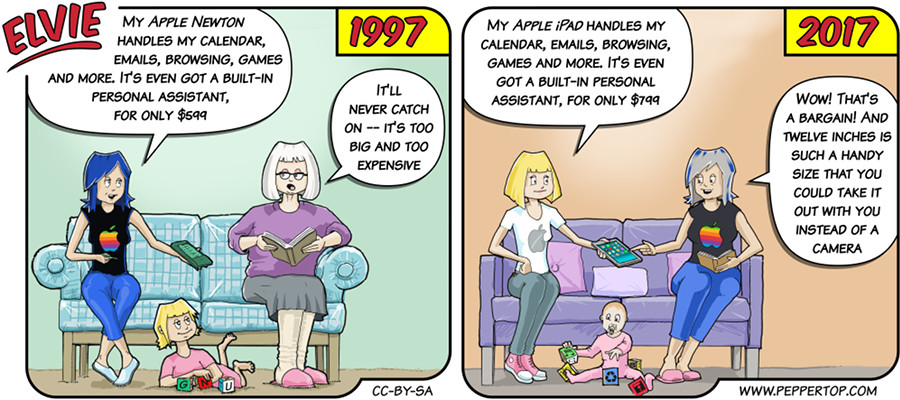 ELVIE
MY APPLE NEWTON
HANDLES MY CALENDAR,
EMAILS, BROWSING, GAMES
AND MORE. IT'S EVEN GOT A BUILT-IN
PERSONAL ASSISTANT,
FOR ONLY $599
1997
IT'LL
NEVER CATCH
ON -- IT'S TOO
BIG AND TOO
EXPENSIVE
G N U
CC-BY-SA
MY APPLE IPAD HANDLES MY
CALENDAR, EMAILS, BROWSING,
GAMES AND MORE. IT'S EVEN
GOT A BUILT-IN PERSONAL
ASSISTANT, FOR ONLY $799
2017
WOW! THAT'S
A BARGAIN! AND
TWELVE INCHES IS
SUCH A HANDY
SIZE THAT YOU
COULD TAKE IT
OUT WITH YOU
INSTEAD OF A
CAMERA
WWW.PEPPERTOP.COM